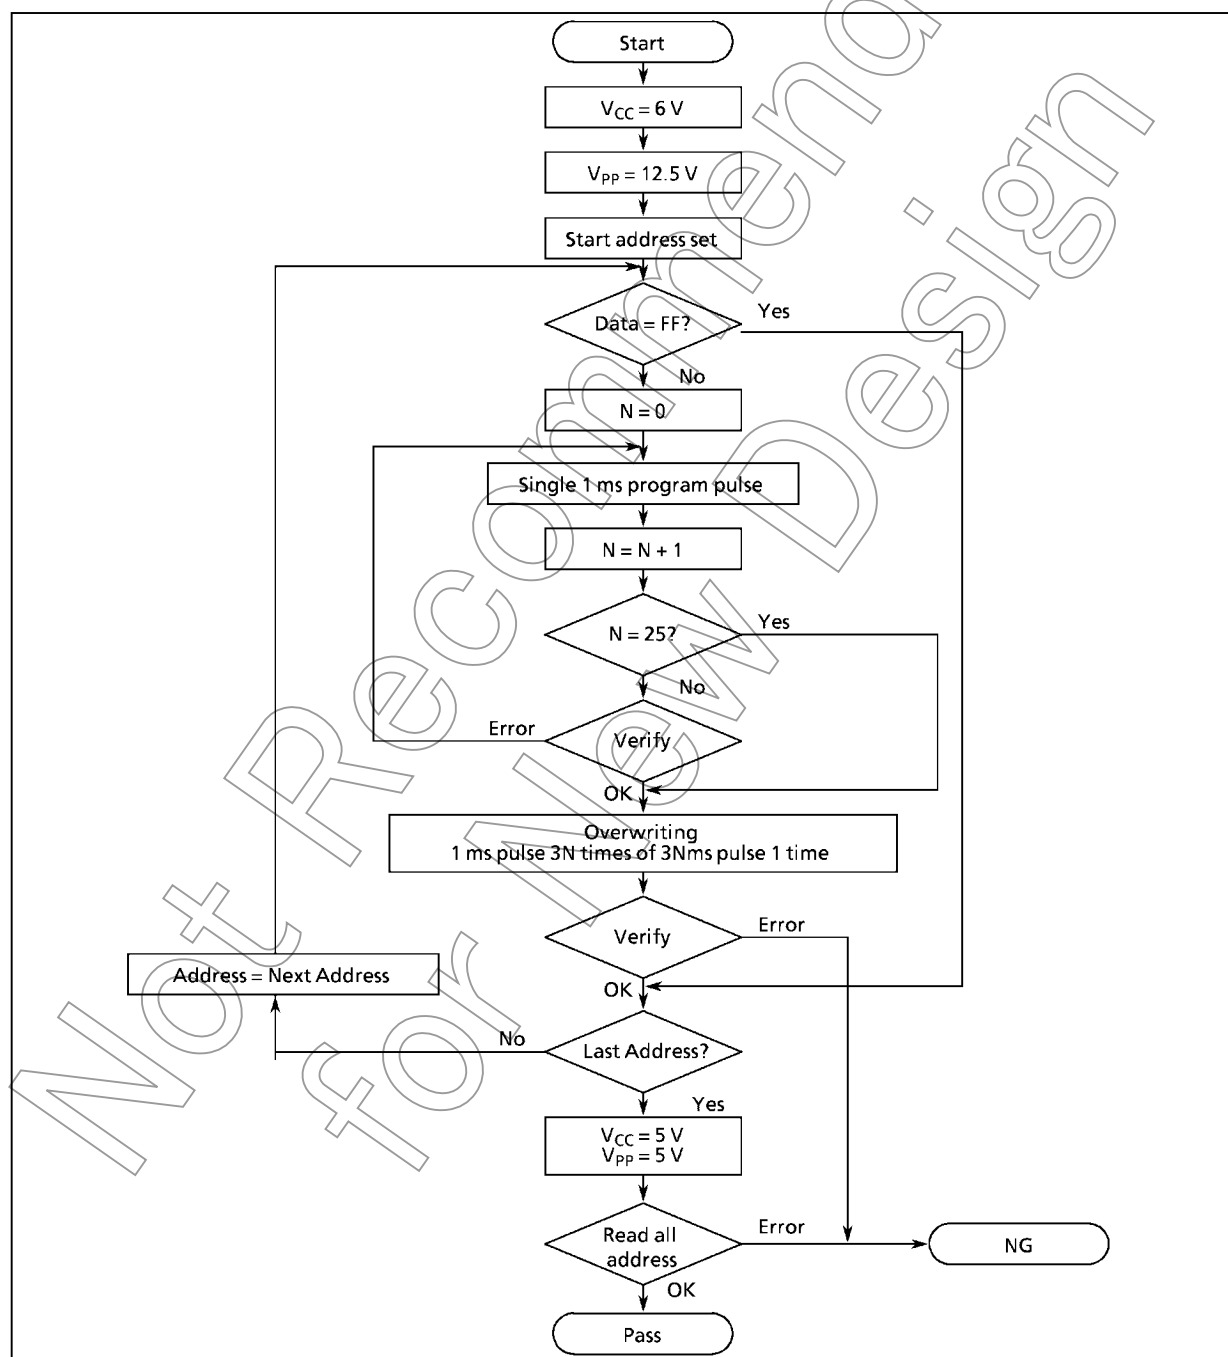 Start
V_CC = 6 V
V_PP = 12.5 V
Start address set
Data = FF?
Yes
No
N = 0
Single 1 ms program pulse
N = N + 1
N = 25?
Yes
No
Error
Verify
OK
Overwriting
1 ms pulse 3N times of 3Nms pulse 1 time
Verify
Error
Address = Next Address
OK
No
Last Address?
Yes
V_CC = 5 V
V_PP = 5 V
Read all
address
Error
NG
OK
Pass
Not Recommend
for New Design